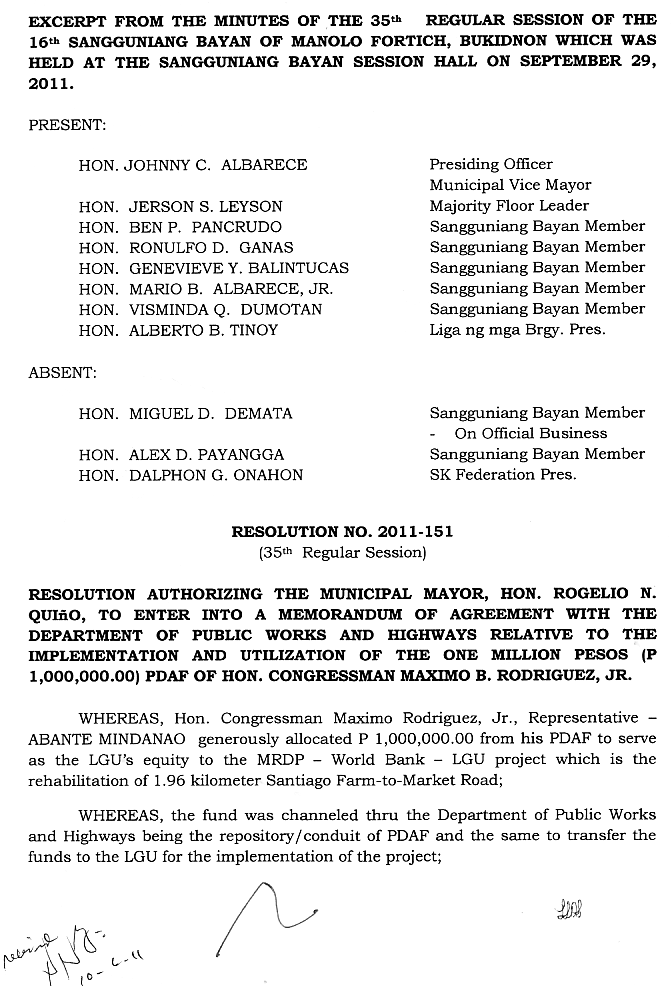 EXCERPT FROM THE MINUTES OF THE 35th REGULAR SESSION OF THE
16th SANGGUNIANG BAYAN OF MANOLO FORTICH, BUKIDNON WHICH WAS
HELD AT THE SANGGUNIANG BAYAN SESSION HALL ON SEPTEMBER 29,
2011.
PRESENT:
HON. JOHNNY C. ALBARECE Presiding Officer
Municipal Vice Mayor
HON. JERSON S. LEYSON Majority Floor Leader
HON. BEN P. PANCRUDO Sangguniang Bayan Member
HON. RONULFO D. GANAS Sangguniang Bayan Member
HON. GENEVIEVE Y. BALINTUCAS Sangguniang Bayan Member
HON. MARIO B. ALBARECE, JR. Sangguniang Bayan Member
HON. VISMINDA Q. DUMOTAN Sangguniang Bayan Member
HON. ALBERTO B. TINOY Liga ng mga Brgy. Pres.
ABSENT:
HON. MIGUEL D. DEMATA Sangguniang Bayan Member
- On Official Business
HON. ALEX D. PAYANGGA Sangguniang Bayan Member
HON. DALPHON G. ONAHON SK Federation Pres.
RESOLUTION NO. 2011-151
(35th Regular Session)
RESOLUTION AUTHORIZING THE MUNICIPAL MAYOR, HON. ROGELIO N.
QUIñO, TO ENTER INTO A MEMORANDUM OF AGREEMENT WITH THE
DEPARTMENT OF PUBLIC WORKS AND HIGHWAYS RELATIVE TO THE
IMPLEMENTATION AND UTILIZATION OF THE ONE MILLION PESOS (P
1,000,000.00) PDAF OF HON. CONGRESSMAN MAXIMO B. RODRIGUEZ, JR.
WHEREAS, Hon. Congressman Maximo Rodriguez, Jr., Representative –
ABANTE MINDANAO generously allocated P 1,000,000.00 from his PDAF to serve
as the LGU's equity to the MRDP – World Bank – LGU project which is the
rehabilitation of 1.96 kilometer Santiago Farm-to-Market Road;
WHEREAS, the fund was channeled thru the Department of Public Works
and Highways being the repository/conduit of PDAF and the same to transfer the
funds to the LGU for the implementation of the project;